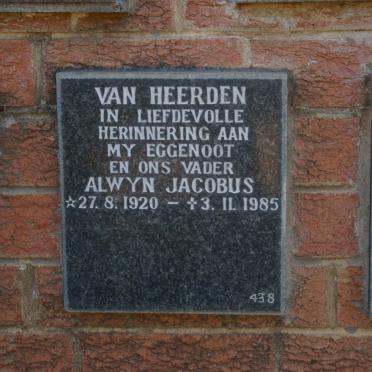 VAN HEERDEN
IN LIEFDEVOLLE
HERINNERING AAN
MY EGGENOOT
EN ONS VADER
ALWYN JACOBUS
☆27. 8. 1920 – ✝3. 11. 1985
438